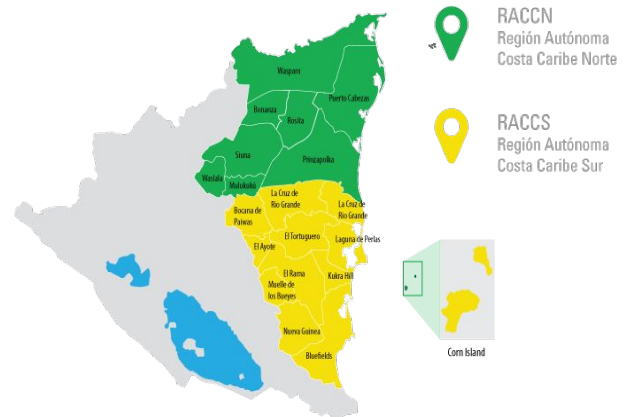 RACCN
Región Autónoma
Costa Caribe Norte
RACCS
Región Autónoma
Costa Caribe Sur
Waspam
Puerto Cabezas
Bonanza
Rosita
Siuna
Prinzapolka
Waslala
Mulukukú
La Cruz de
Rio Grande
La Cruz de
Rio Grande
Bocana de
Paiwas
El Tortuguero
Laguna de Perlas
El Ayote
El Rama
Kukra Hill
Muelle de
los Bueyes
Nueva Guinea
Bluefields
Corn Island